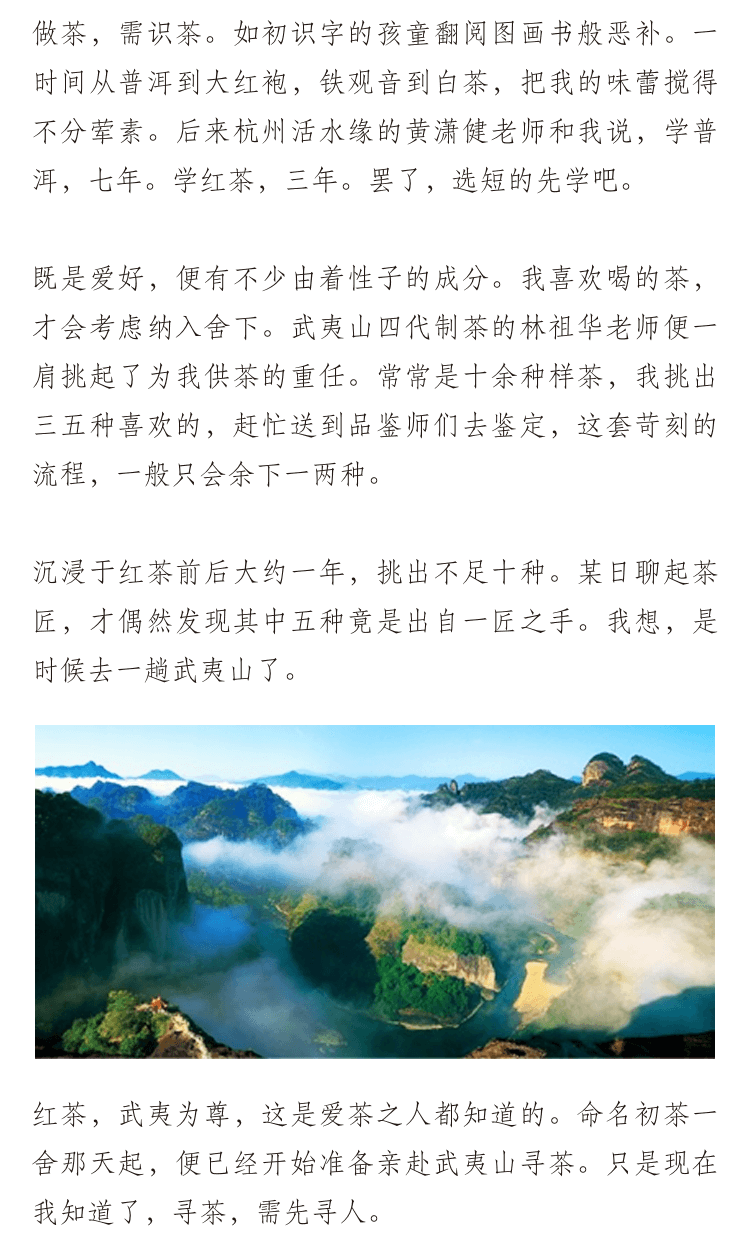 做茶，需识茶。如初识字的孩童翻阅图画书般恶补。一
时间从普洱到大红袍，铁观音到白茶，把我的味蕾搅得
不分荤素。后来杭州活水缘的黄潇健老师和我说，学普
洱，七年。学红茶，三年。罢了，选短的先学吧。
既是爱好，便有不少由着性子的成分。我喜欢喝的茶，
才会考虑纳入舍下。武夷山四代制茶的林祖华老师便一
肩挑起了为我供茶的重任。常常是十余种样茶，我挑出
三五种喜欢的，赶忙送到品鉴师们去鉴定，这套苛刻的
流程，一般只会余下一两种。
沉浸于红茶前后大约一年，挑出不足十种。某日聊起茶
匠，才偶然发现其中五种竟是出自一匠之手。我想，是
时候去一趟武夷山了。
红茶，武夷为尊，这是爱茶之人都知道的。命名初茶一
舍那天起，便已经开始准备亲赴武夷山寻茶。只是现在
我知道了，寻茶，需先寻人。